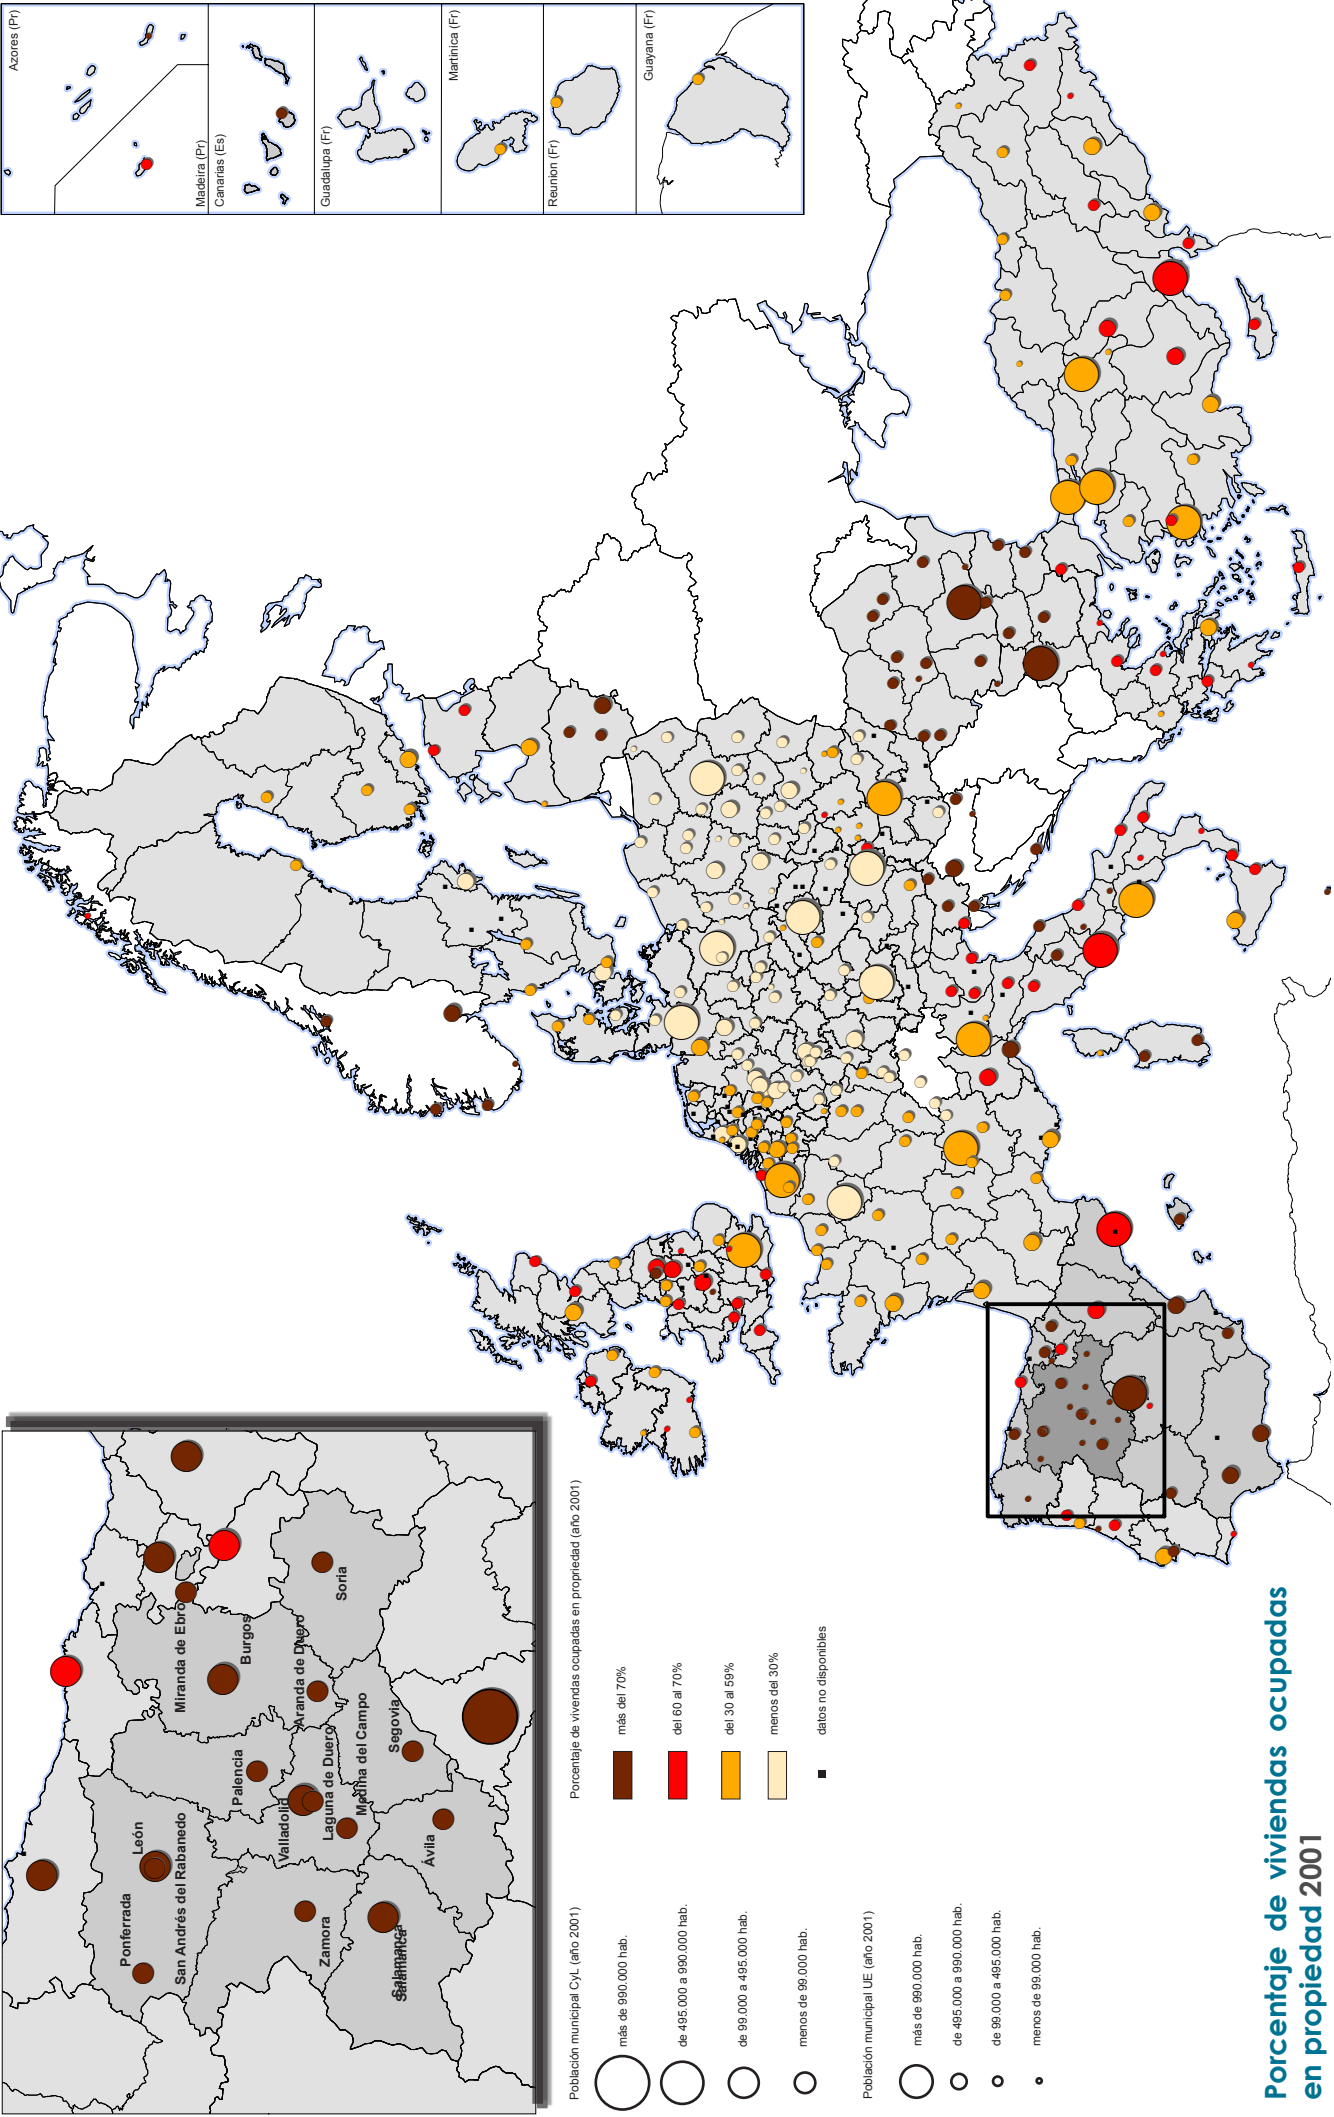 Azores (Pr)
Madeira (Pr)
Canarias (Es)
Guadalupa (Fr)
Martinica (Fr)
Reunion (Fr)
Guayana (Fr)
Ponferrada
León
San Andrés del Rabanedo
Palencia
Miranda de Ebro
Burgos
Aranda de Duero
Soria
Valladolid
Laguna de Duero
Medina del Campo
Segovia
Zamora
Ávila
Salamanca
Salamanca
Población municipal CyL (año 2001)
más de 990.000 hab.
de 495.000 a 990.000 hab.
de 99.000 a 495.000 hab.
menos de 99.000 hab.
Población municipal UE (año 2001)
más de 990.000 hab.
de 495.000 a 990.000 hab.
de 99.000 a 495.000 hab.
menos de 99.000 hab.
Porcentaje de vivendas ocupadas en propriedad (año 2001)
más del 70%
del 60 al 70%
del 30 al 59%
menos del 30%
datos no disponibles
Porcentaje de viviendas ocupadas
en propiedad 2001